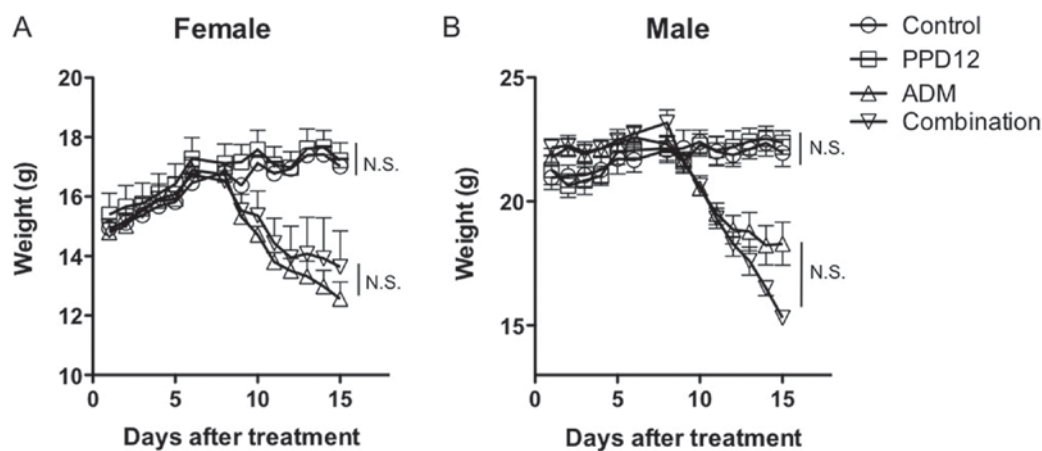 A
Female
Weight (g)
20
18
16
14
12
10
0
5
10
15
Days after treatment
N.S.
N.S.
B
Male
Weight (g)
25
20
15
0
5
10
15
Days after treatment
N.S.
N.S.
Control
PPD12
ADM
Combination